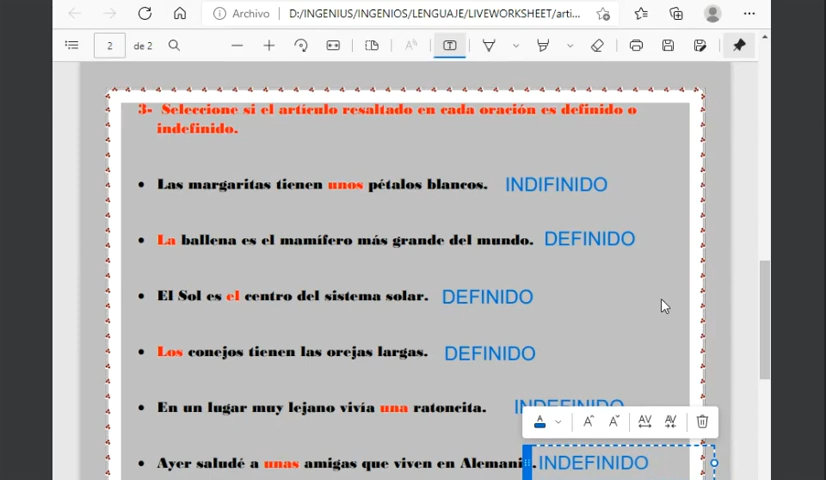 Archivo D:/INGENIUS/INGENIOS/LENGUAJE/LIVEWORKSHEET/arti...
2 de 2
3- Seleccione si el artículo resaltado en cada oración es definido o
indefinido.
• Las margaritas tienen unos pétalos blancos. INDIFINIDO
• La ballena es el mamífero más grande del mundo. DEFINIDO
• El Sol es el centro del sistema solar. DEFINIDO
• Los conejos tienen las orejas largas. DEFINIDO
• En un lugar muy lejano vivía una ratoncita. INDEFINIDO
• Ayer saludé a unas amigas que viven en Alemani. INDEFINIDO